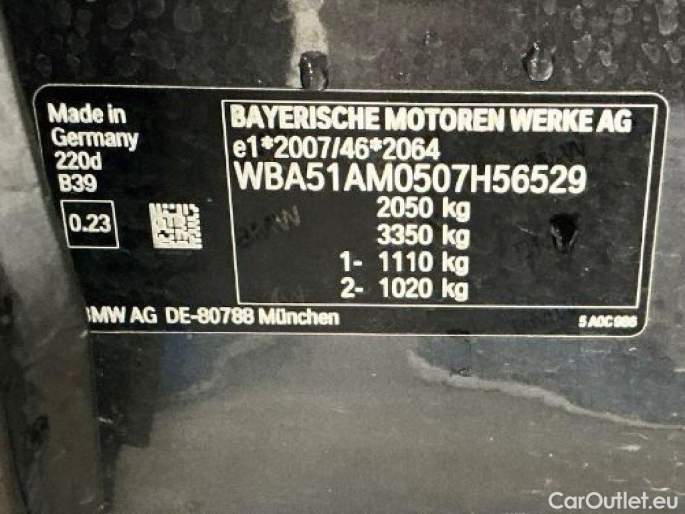 Made in
Germany
220d
B39
0.23
BAYERISCHE MOTOREN WERKE AG
e1*2007/46*2064
WBA51AM0507H56529
2050 kg
3350 kg
1- 1110 kg
2- 1020 kg
BMW AG DE-80788 München
CarOutlet.eu